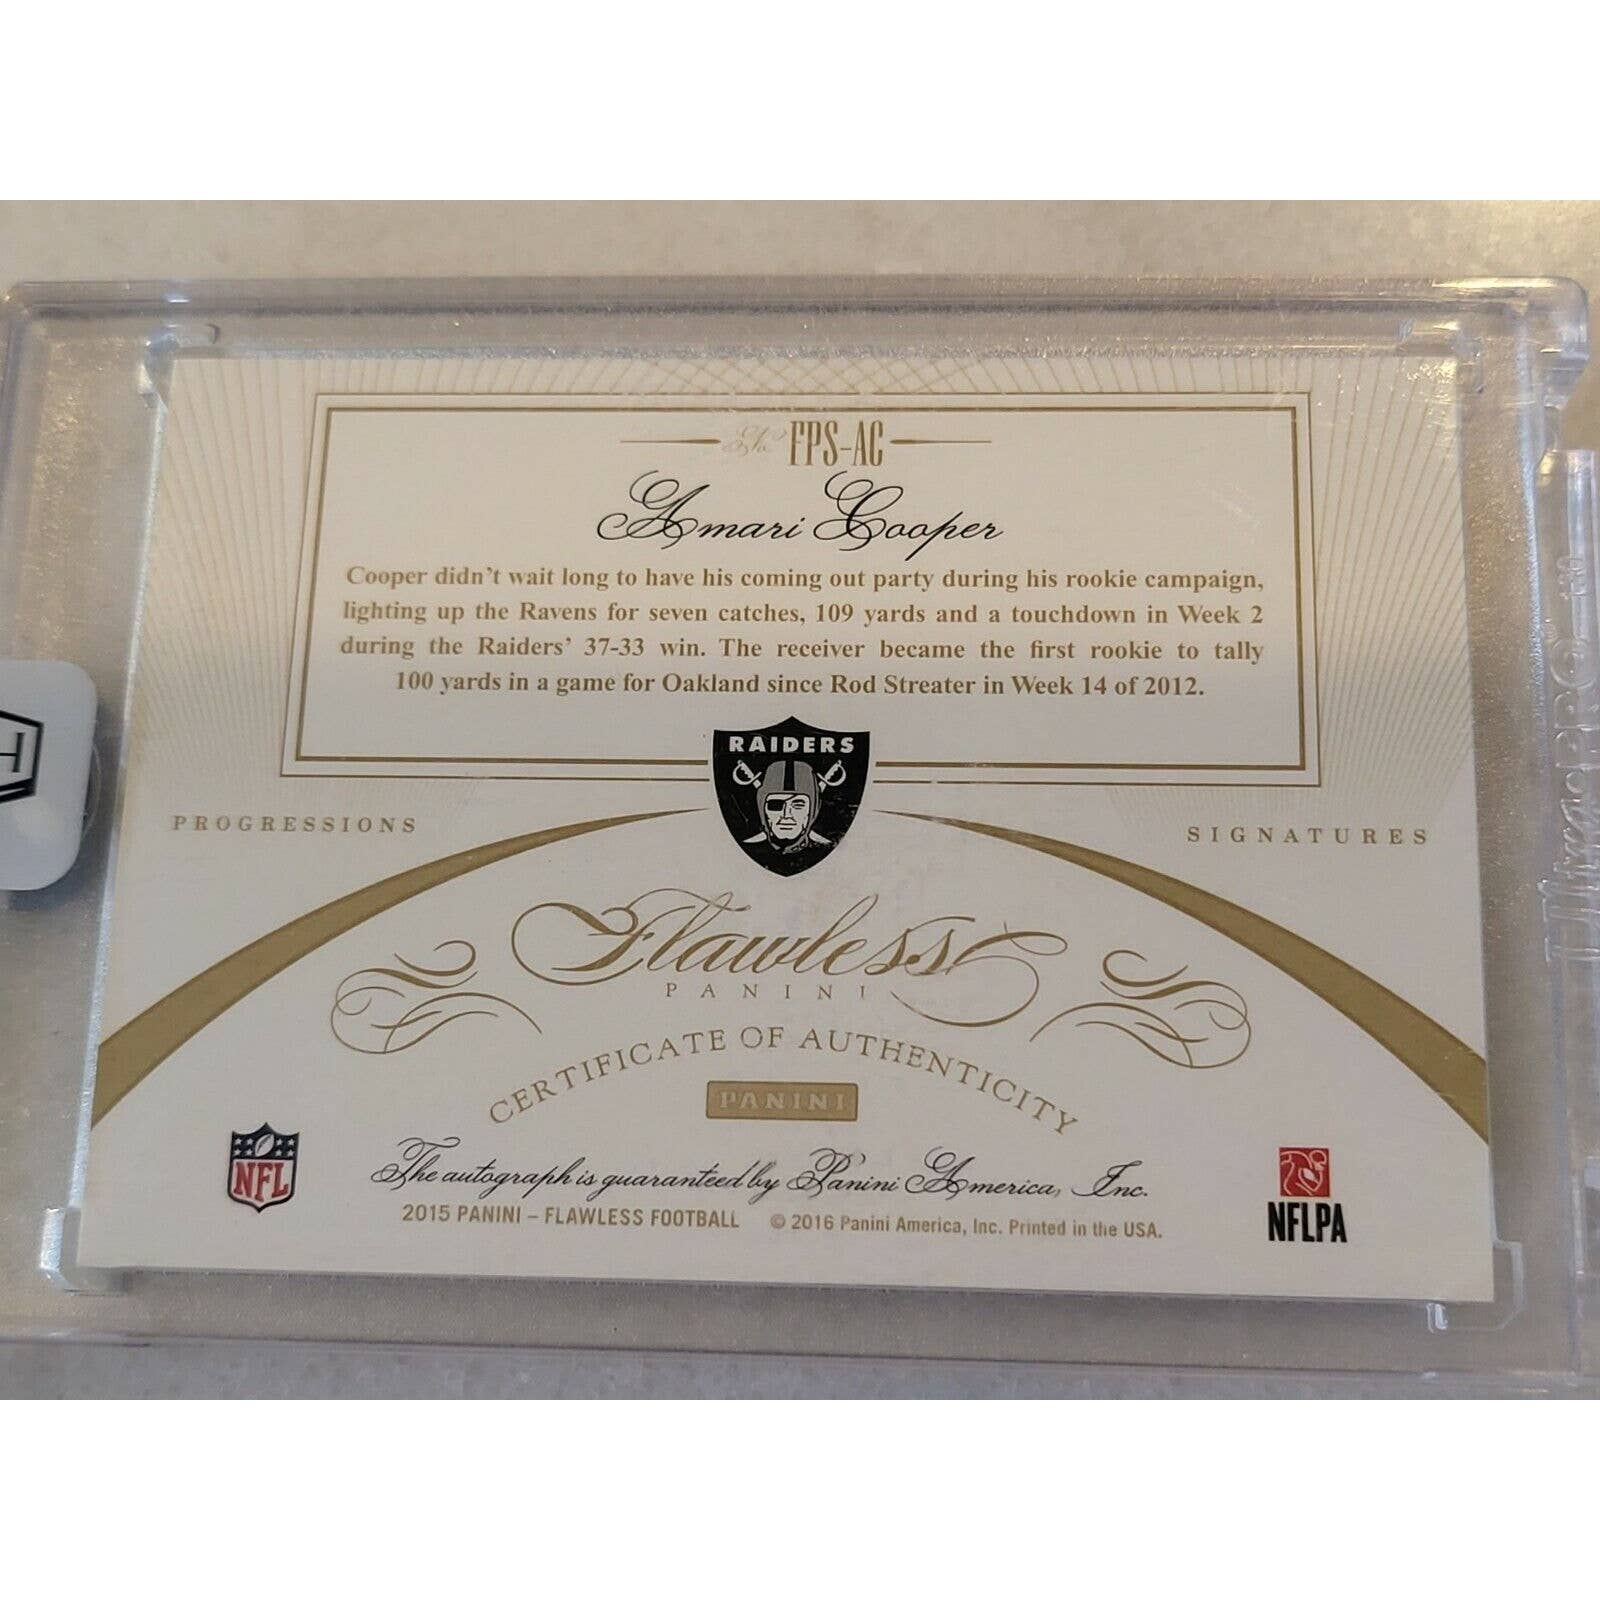 No. FPS-AC
Amari Cooper
Cooper didn't wait long to have his coming out party during his rookie campaign,
lighting up the Ravens for seven catches, 109 yards and a touchdown in Week 2
during the Raiders' 37-33 win. The receiver became the first rookie to tally
100 yards in a game for Oakland since Rod Streater in Week 14 of 2012.
RAIDERS
PROGRESSIONS
SIGNATURES
Flawless
PANINI
CERTIFICATE OF AUTHENTICITY
PANINI
The autograph is guaranteed by Panini America, Inc.
2015 PANINI – FLAWLESS FOOTBALL © 2016 Panini America, Inc. Printed in the USA.
NFL
NFLPA